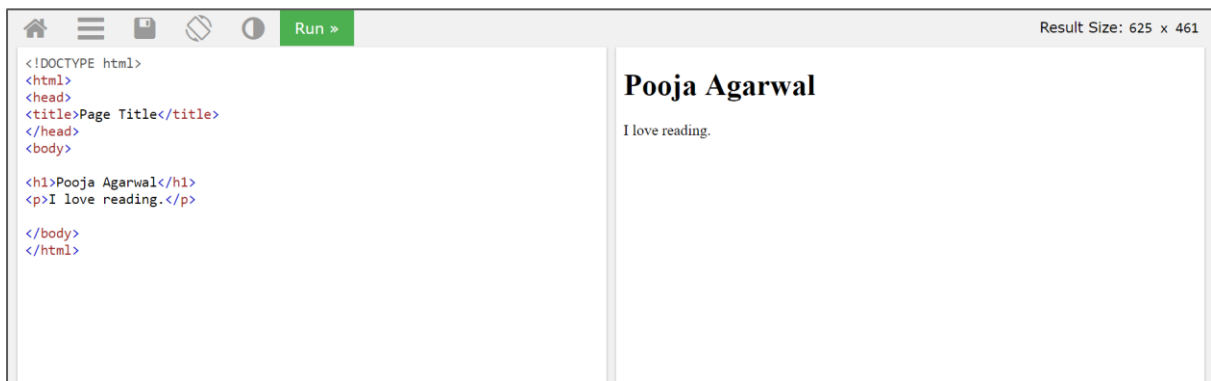 Run »
Result Size: 625 x 461
<!DOCTYPE html>
<html>
<head>
<title>Page Title</title>
</head>
<body>
<h1>Pooja Agarwal</h1>
<p>I love reading.</p>
</body>
</html>
Pooja Agarwal
I love reading.